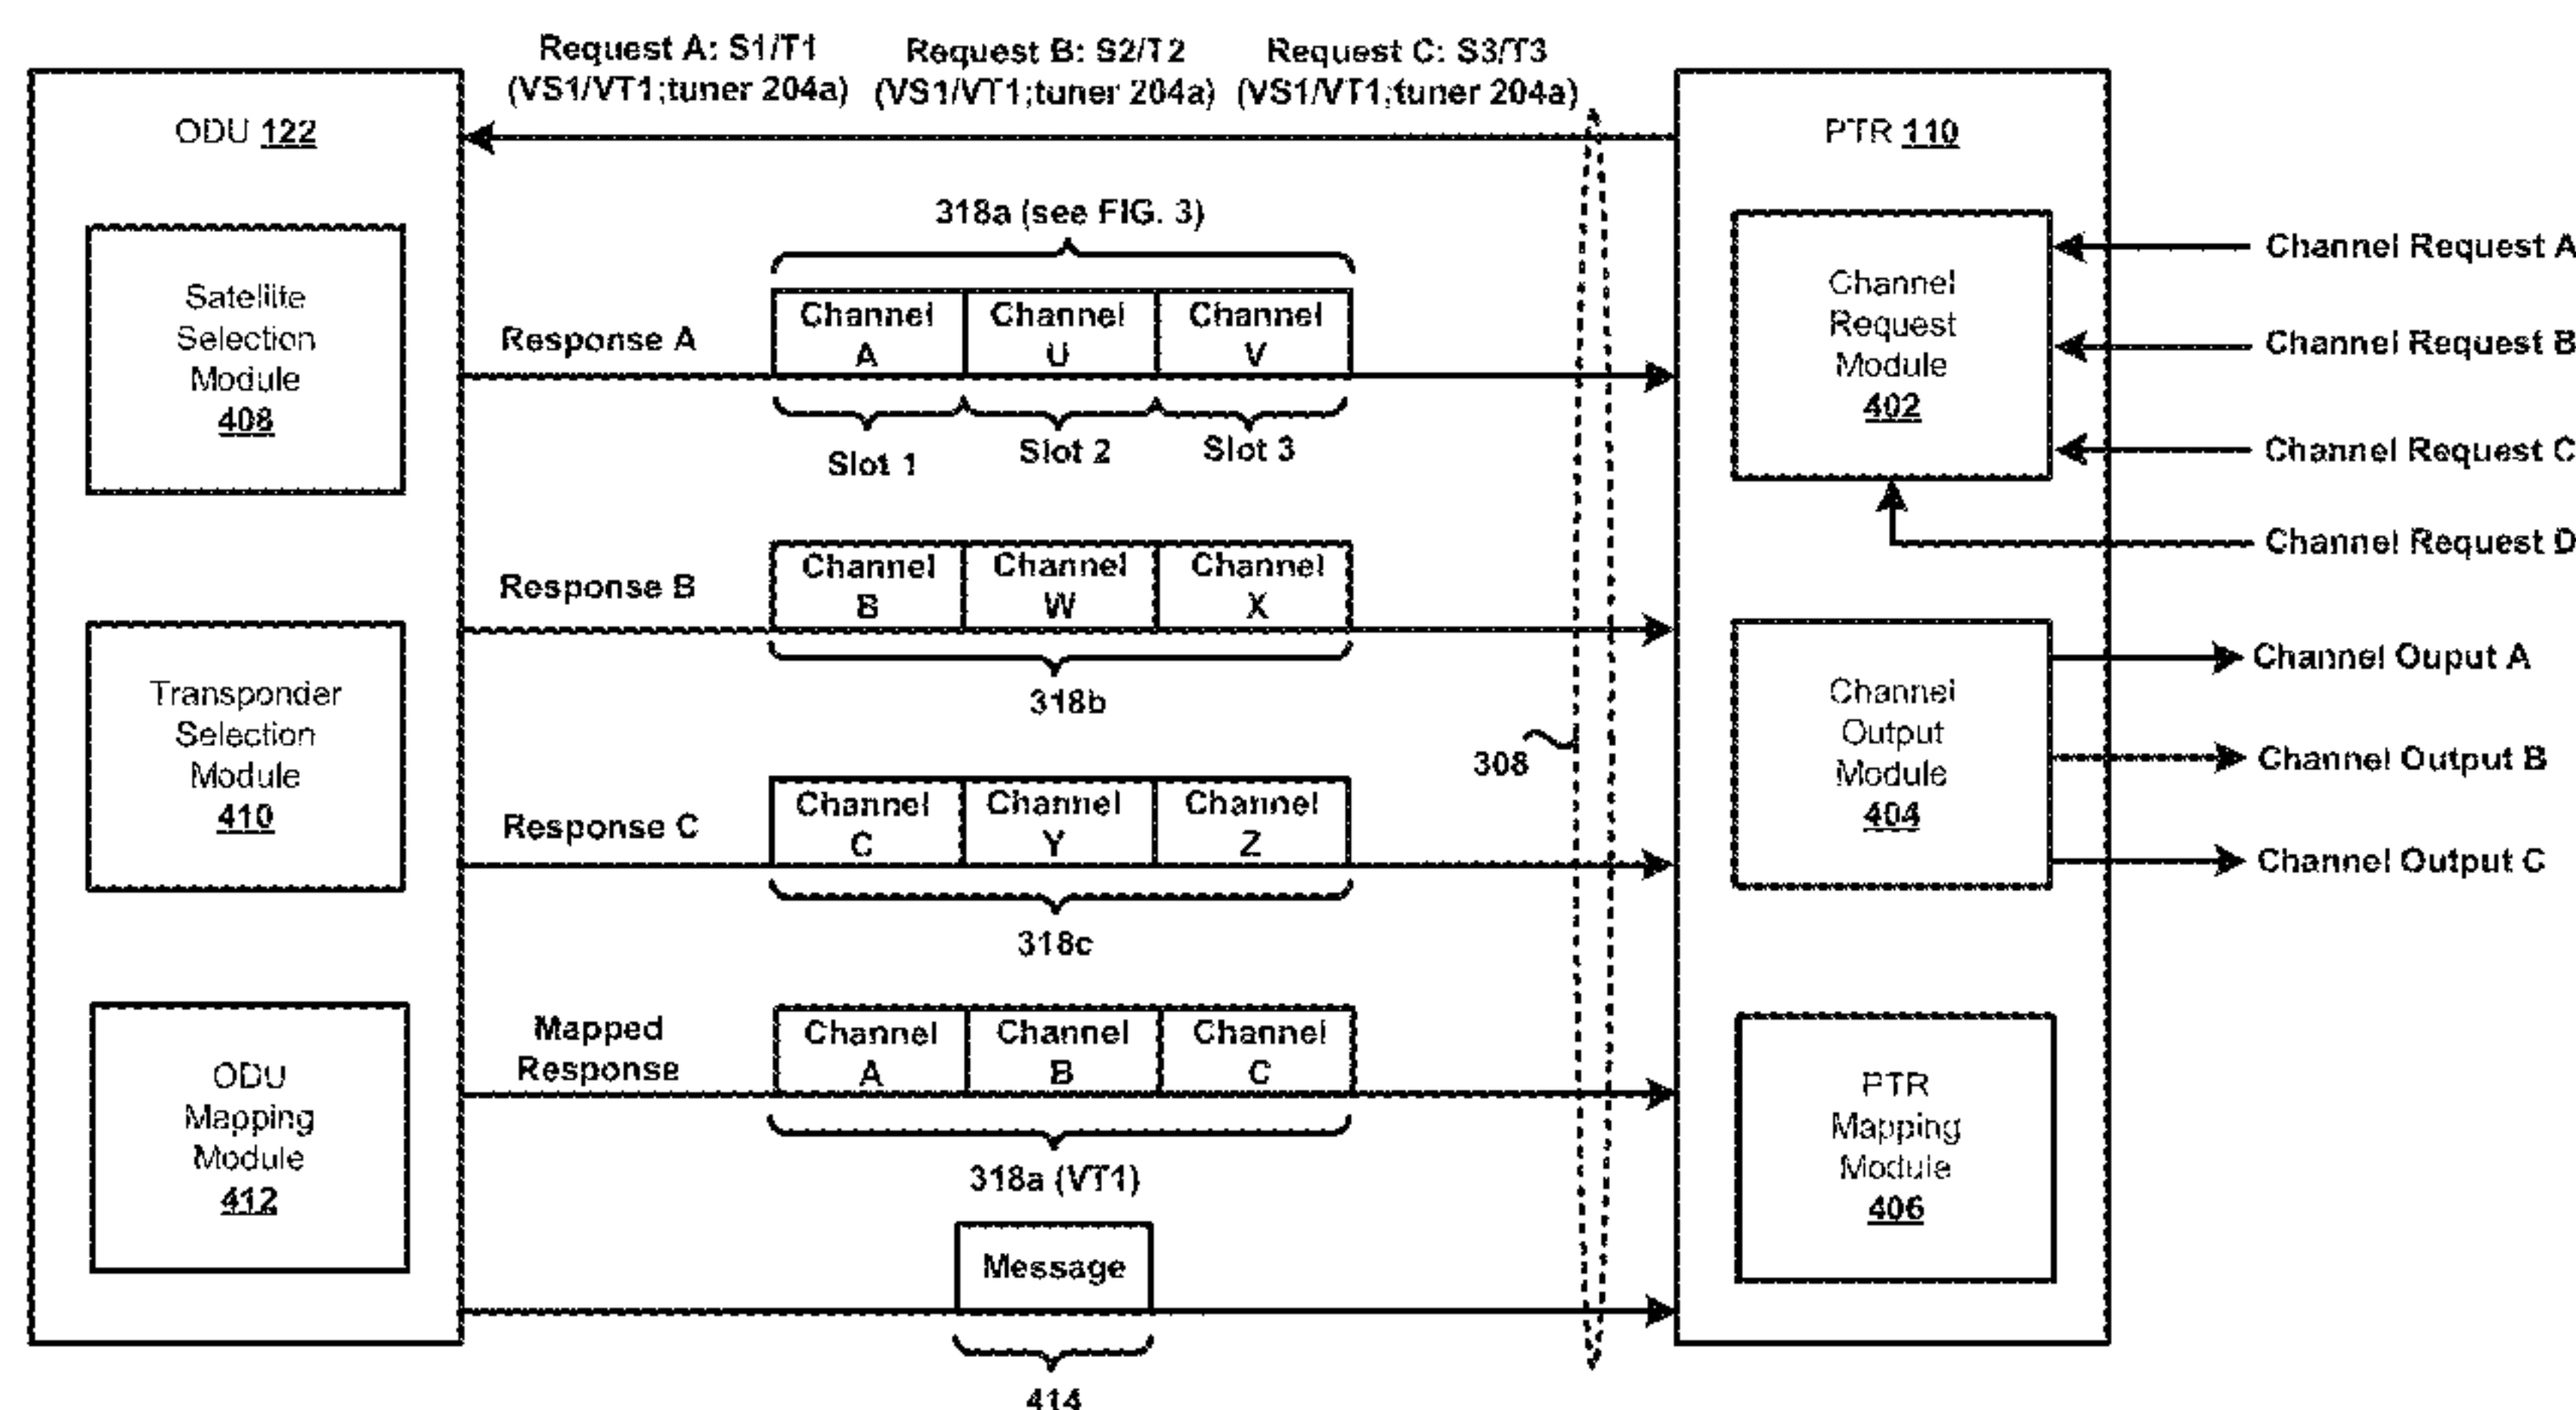 Request A: S1/T1
(VS1/VT1;tuner 204a)
Request B: S2/T2
(VS1/VT1;tuner 204a)
Request C: S3/T3
(VS1/VT1;tuner 204a)
ODU 122
Satellite
Selection
Module
408
Transponder
Selection
Module
410
ODU
Mapping
Module
412
318a (see FIG. 3)
Response A
Channel
A
Channel
U
Channel
V
Slot 1
Slot 2
Slot 3
Response B
Channel
B
Channel
W
Channel
X
318b
Response C
Channel
C
Channel
Y
Channel
Z
318c
Mapped
Response
Channel
A
Channel
B
Channel
C
318a (VT1)
Message
414
308
PTR 110
Channel
Request
Module
402
Channel
Output
Module
404
PTR
Mapping
Module
406
Channel Request A
Channel Request B
Channel Request C
Channel Request D
Channel Ouput A
Channel Output B
Channel Output C